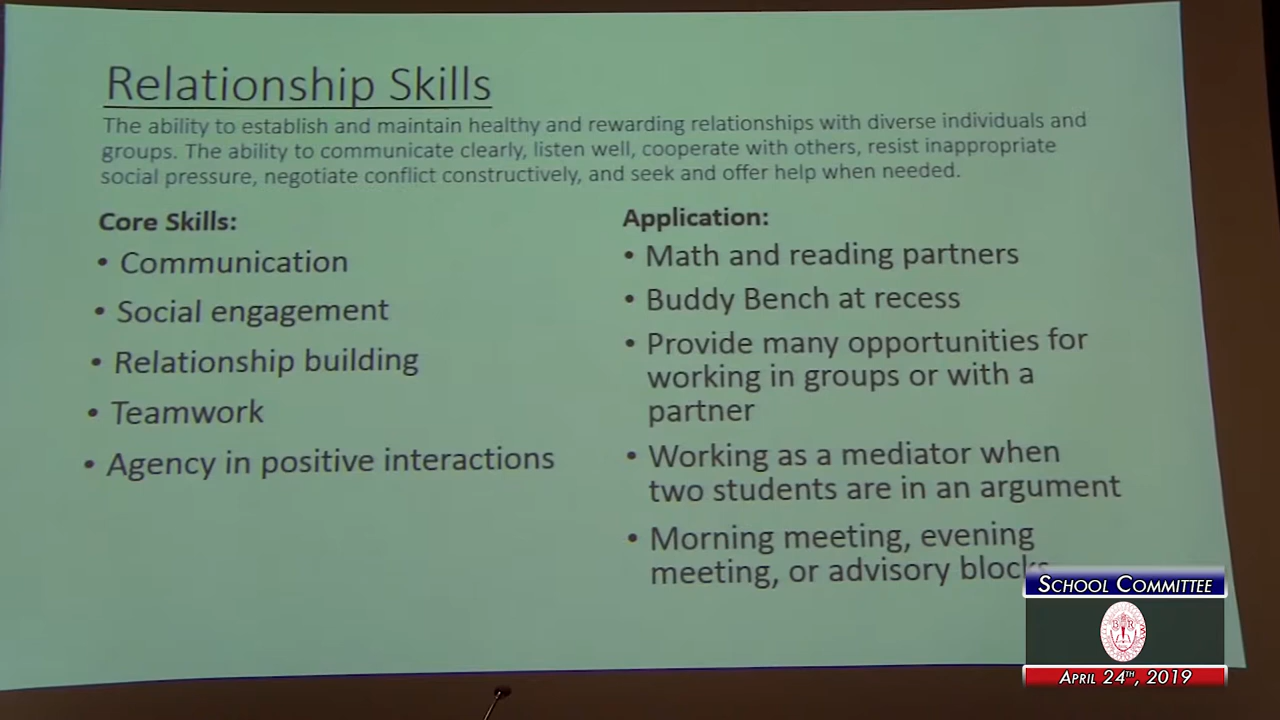 Relationship Skills
The ability to establish and maintain healthy and rewarding relationships with diverse individuals and
groups. The ability to communicate clearly, listen well, cooperate with others, resist inappropriate
social pressure, negotiate conflict constructively, and seek and offer help when needed.
Core Skills:
• Communication
• Social engagement
• Relationship building
• Teamwork
• Agency in positive interactions
Application:
• Math and reading partners
• Buddy Bench at recess
• Provide many opportunities for
working in groups or with a
partner
• Working as a mediator when
two students are in an argument
• Morning meeting, evening
meeting, or advisory blocks
School Committee
B R
April 24th, 2019